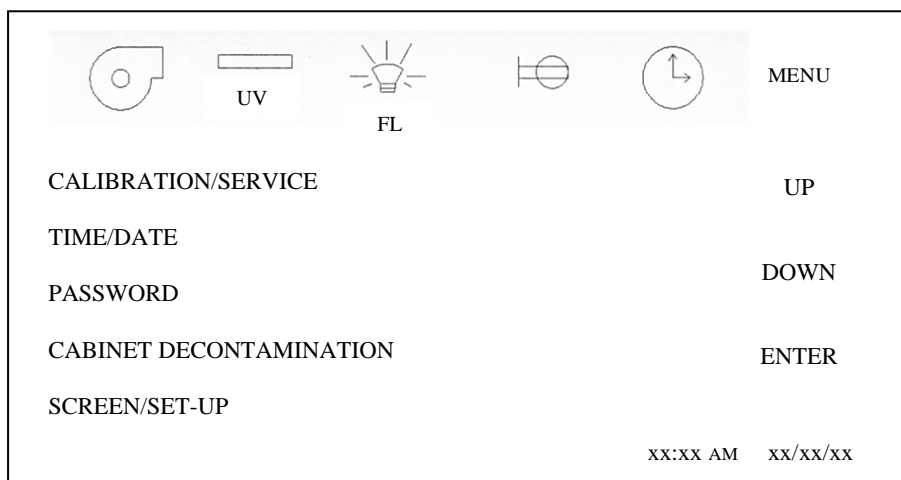 MENU
UV
FL
CALIBRATION/SERVICE
UP
TIME/DATE
DOWN
PASSWORD
CABINET DECONTAMINATION
ENTER
SCREEN/SET-UP
xx:xx AM xx/xx/xx